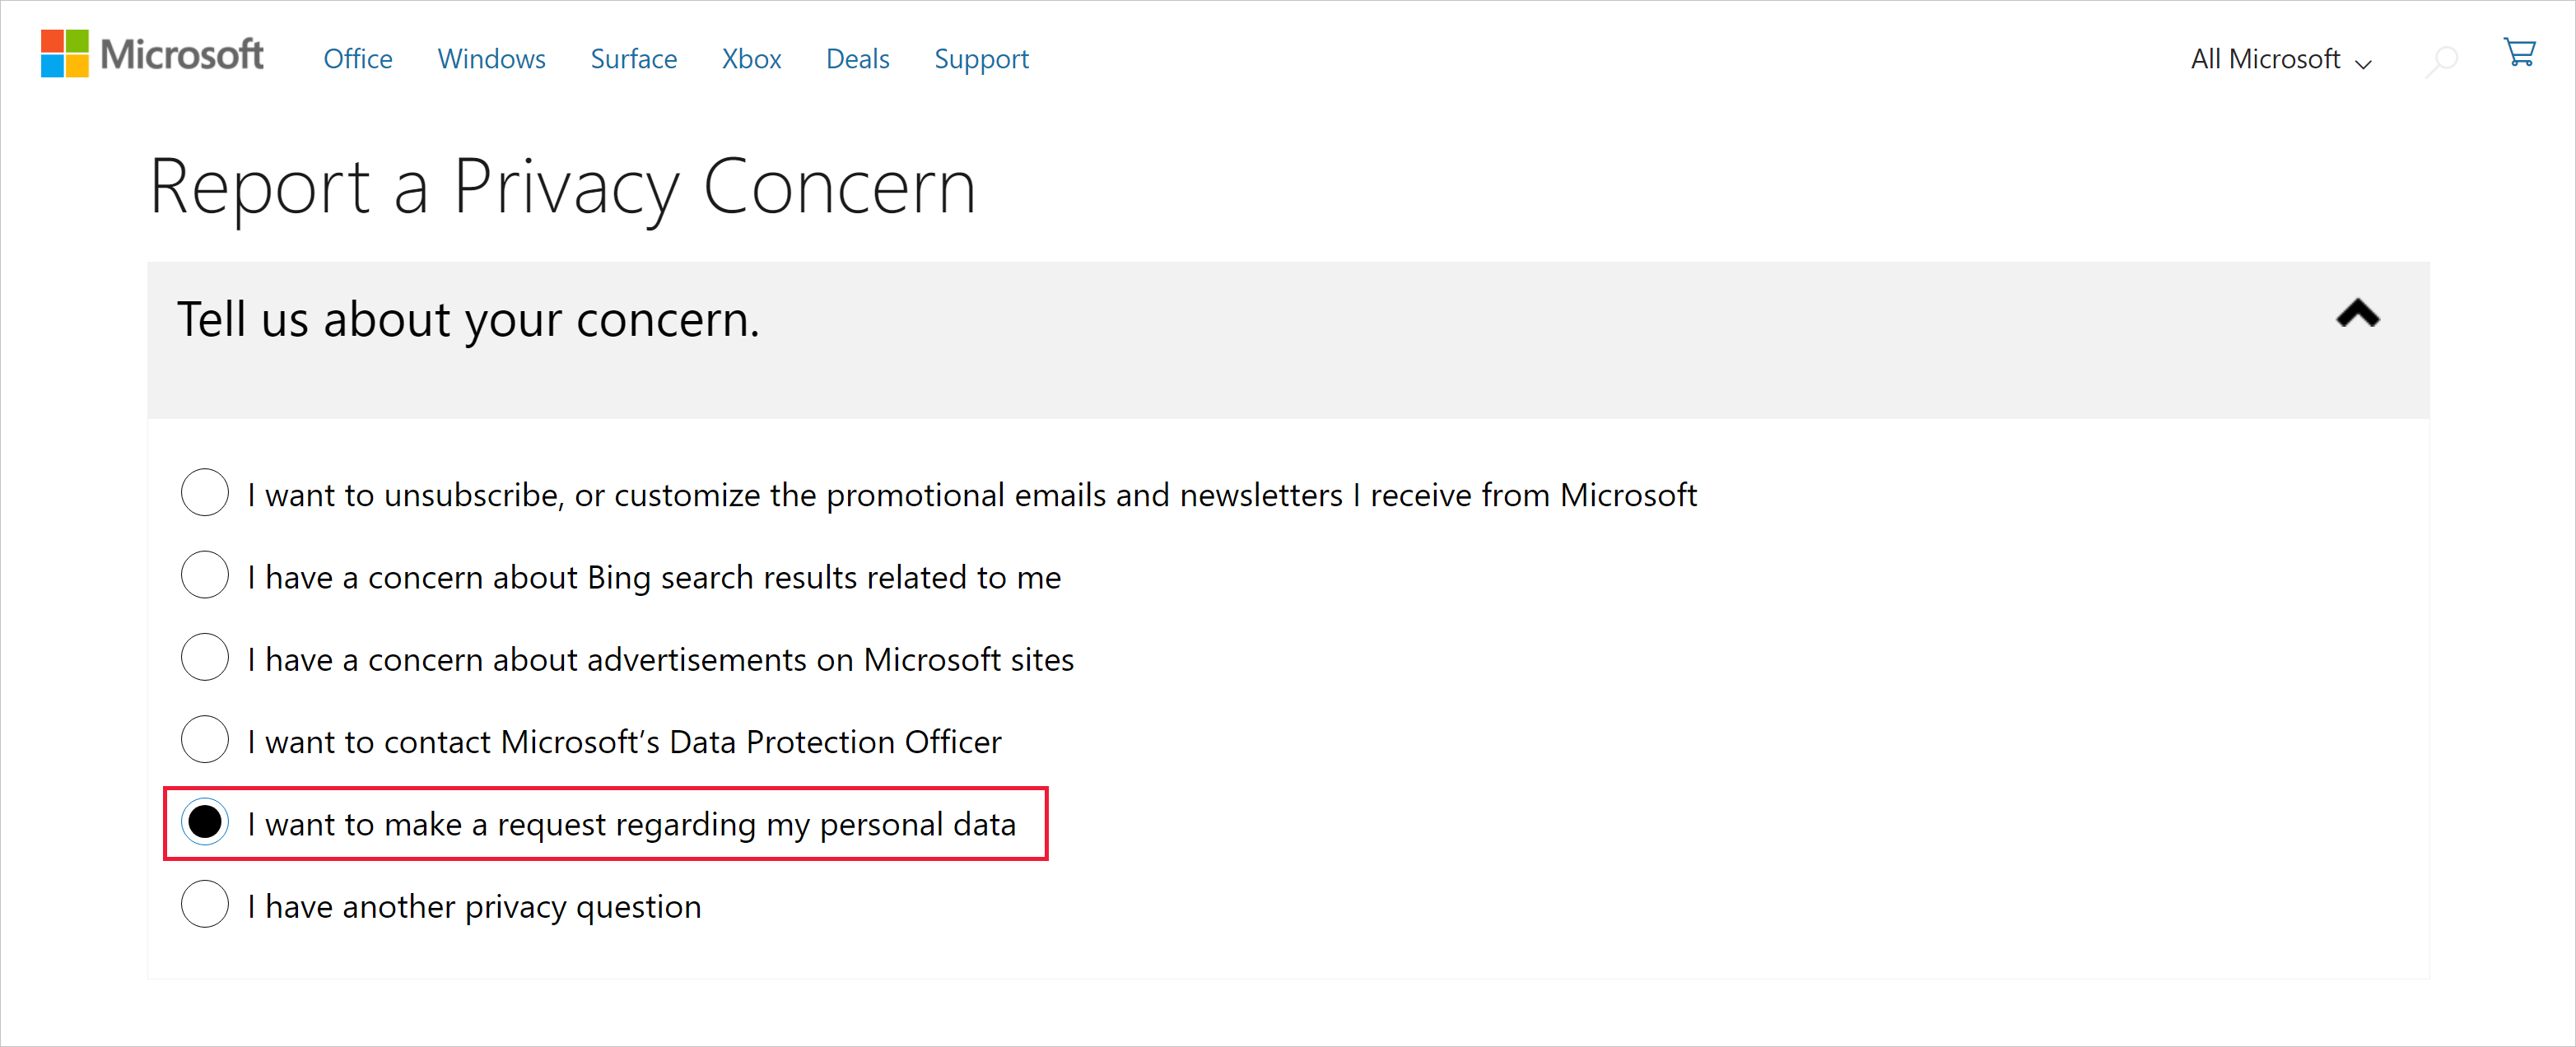 Microsoft Office Windows Surface Xbox Deals Support All Microsoft
Report a Privacy Concern
Tell us about your concern.
I want to unsubscribe, or customize the promotional emails and newsletters I receive from Microsoft
I have a concern about Bing search results related to me
I have a concern about advertisements on Microsoft sites
I want to contact Microsoft’s Data Protection Officer
I want to make a request regarding my personal data
I have another privacy question